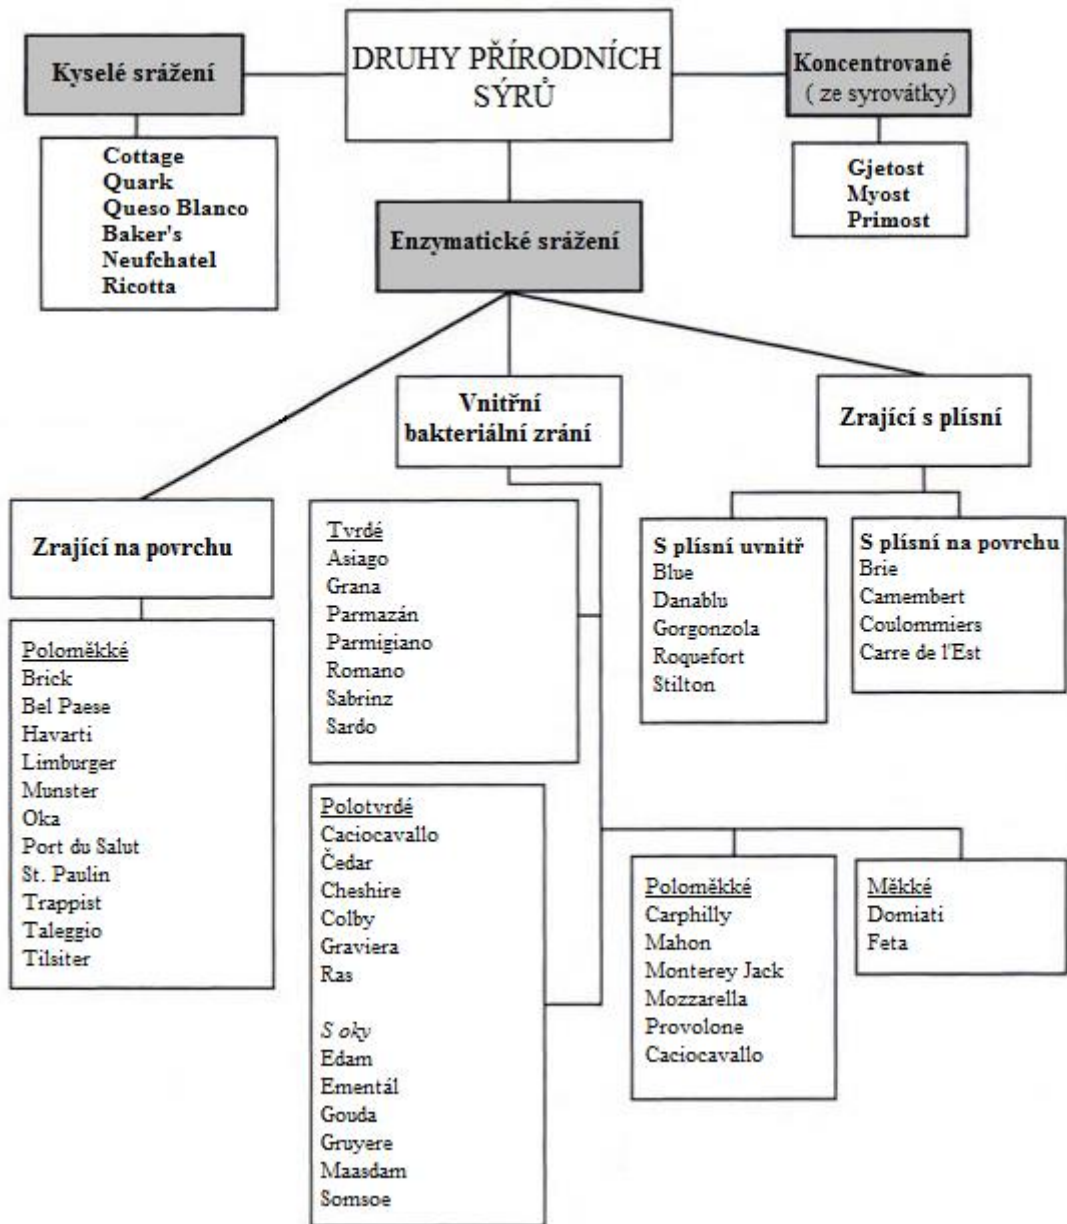 DRUHY PŘÍRODNÍCH
SÝRŮ
Kyselé srážení
Cottage
Quark
Queso Blanco
Baker's
Neufchatel
Ricotta
Koncentrované
( ze syrovátky)
Gjetost
Myost
Primost
Enzymatické srážení
Zrající na povrchu
Poloměkké
Brick
Bel Paese
Havarti
Limburger
Munster
Oka
Port du Salut
St. Paulin
Trappist
Taleggio
Tilsiter
Vnitřní
bakteriální zrání
Tvrdé
Asiago
Grana
Parmazán
Parmigiano
Romano
Sabrinz
Sardo
Polotvrdé
Caciocavallo
Čedar
Cheshire
Colby
Graviera
Ras
S oky
Edam
Ementál
Gouda
Gruyere
Maasdam
Somsoe
Poloměkké
Carphilly
Mahon
Monterey Jack
Mozzarella
Provolone
Caciocavallo
Měkké
Domiati
Feta
Zrající s plísní
S plísní uvnitř
Blue
Danablu
Gorgonzola
Roquefort
Stilton
S plísní na povrchu
Brie
Camembert
Coulommiers
Carre de l'Est